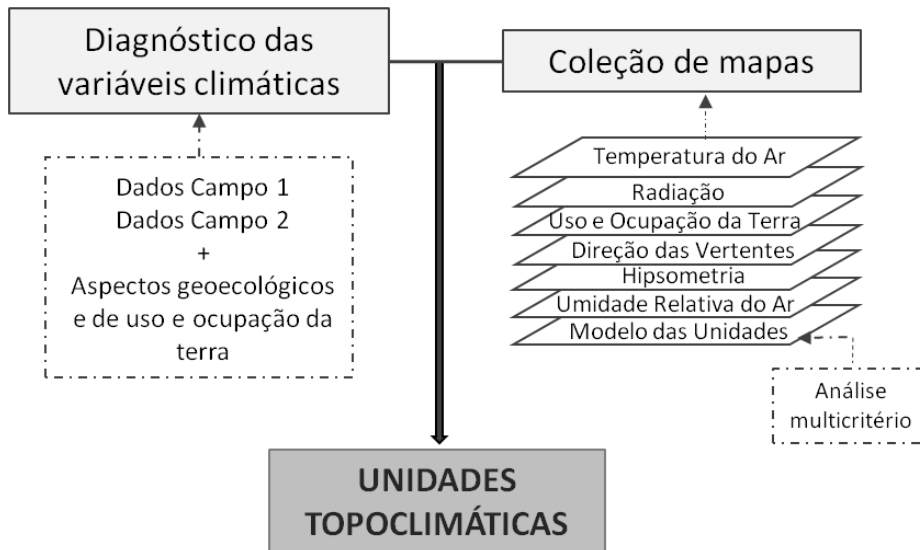 Diagnóstico das
variáveis climáticas
Coleção de mapas
Dados Campo 1
Dados Campo 2
+
Aspectos geoecológicos
e de uso e ocupação da
terra
Temperatura do Ar
Radiação
Uso e Ocupação da Terra
Direção das Vertentes
Hipsometria
Umidade Relativa do Ar
Modelo das Unidades
Análise
multicritério
UNIDADES
TOPOCLIMÁTICAS